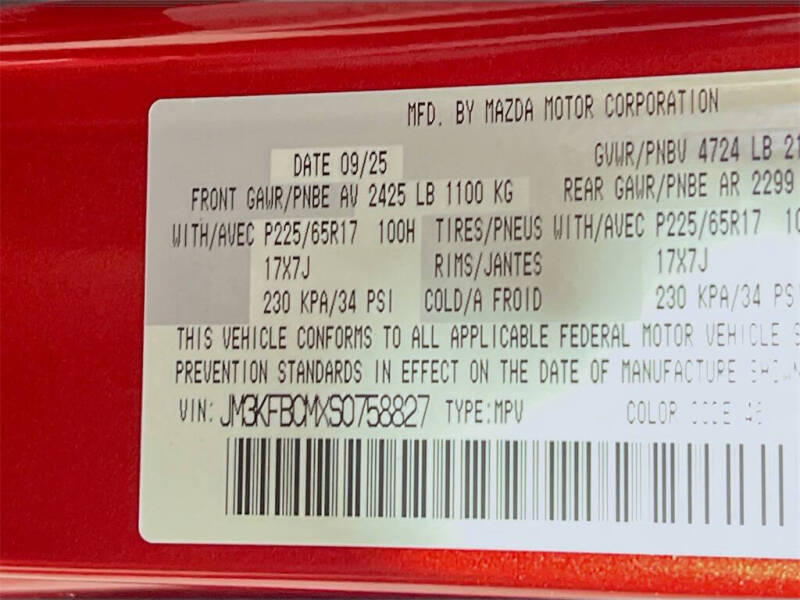 MFD. BY MAZDA MOTOR CORPORATION
DATE 09/25 GVWR/PNBV 4724 LB 21
FRONT GAWR/PNBE AV 2425 LB 1100 KG REAR GAWR/PNBE AR 2299
WITH/AVEC P225/65R17 100H TIRES/PNEUS WITH/AVEC P225/65R17 10
17X7J RIMS/JANTES 17X7J
230 KPA/34 PSI COLD/A FROID 230 KPA/34 PSI
THIS VEHICLE CONFORMS TO ALL APPLICABLE FEDERAL MOTOR VEHICLE S
PREVENTION STANDARDS IN EFFECT ON THE DATE OF MANUFACTURE SHOWN
VIN: JM3KFBCMXS0758827 TYPE:MPV COLOR CODE